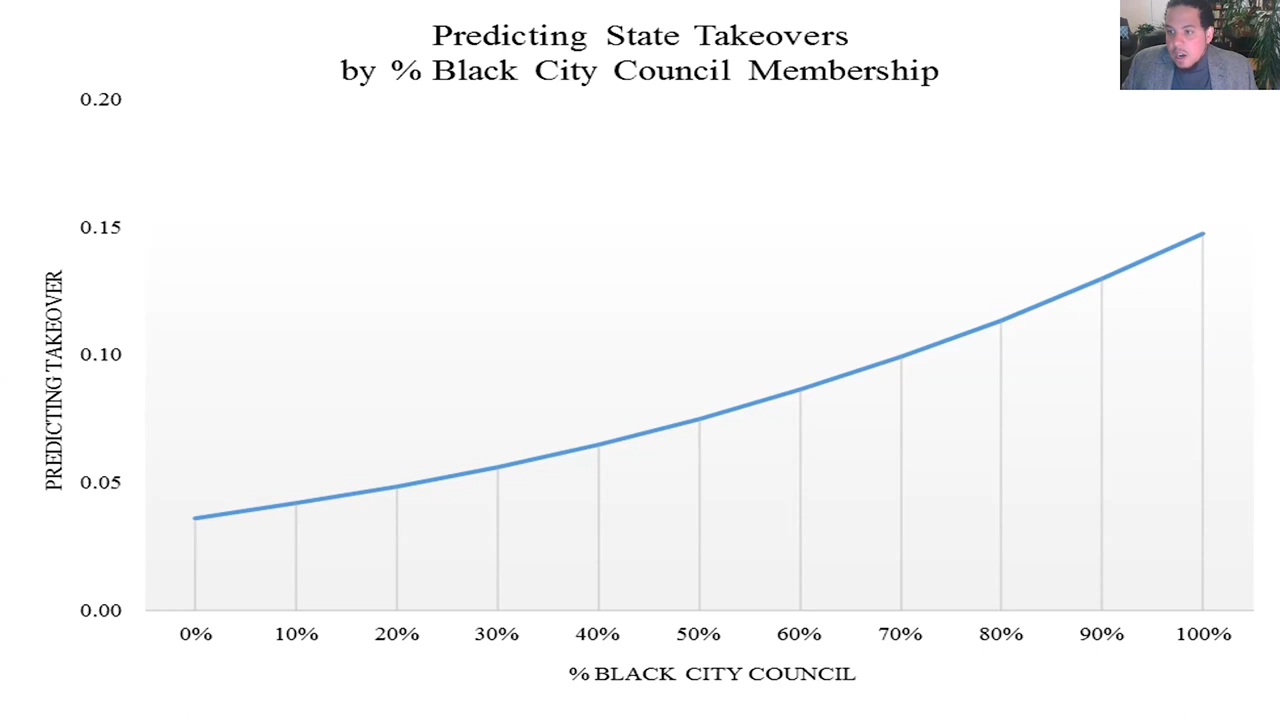 Predicting State Takeovers
by % Black City Council Membership
0.20
0.15
0.10
0.05
0.00
PREDICTING TAKEOVER
0% 10% 20% 30% 40% 50% 60% 70% 80% 90% 100%
% BLACK CITY COUNCIL